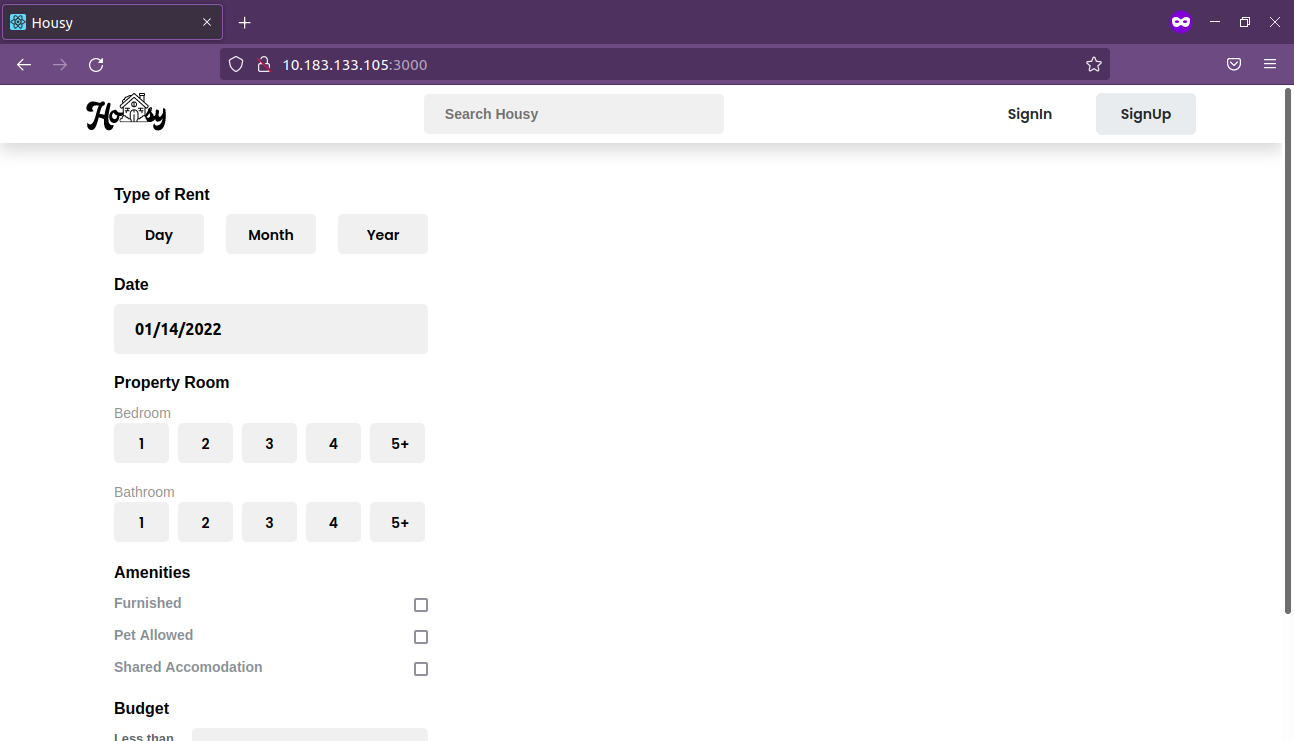 Housy
10.183.133.105:3000
Housy
Search Housy
SignIn
SignUp
Type of Rent
Day
Month
Year
Date
01/14/2022
Property Room
Bedroom
1
2
3
4
5+
Bathroom
1
2
3
4
5+
Amenities
Furnished
Pet Allowed
Shared Accomodation
Budget
Less than